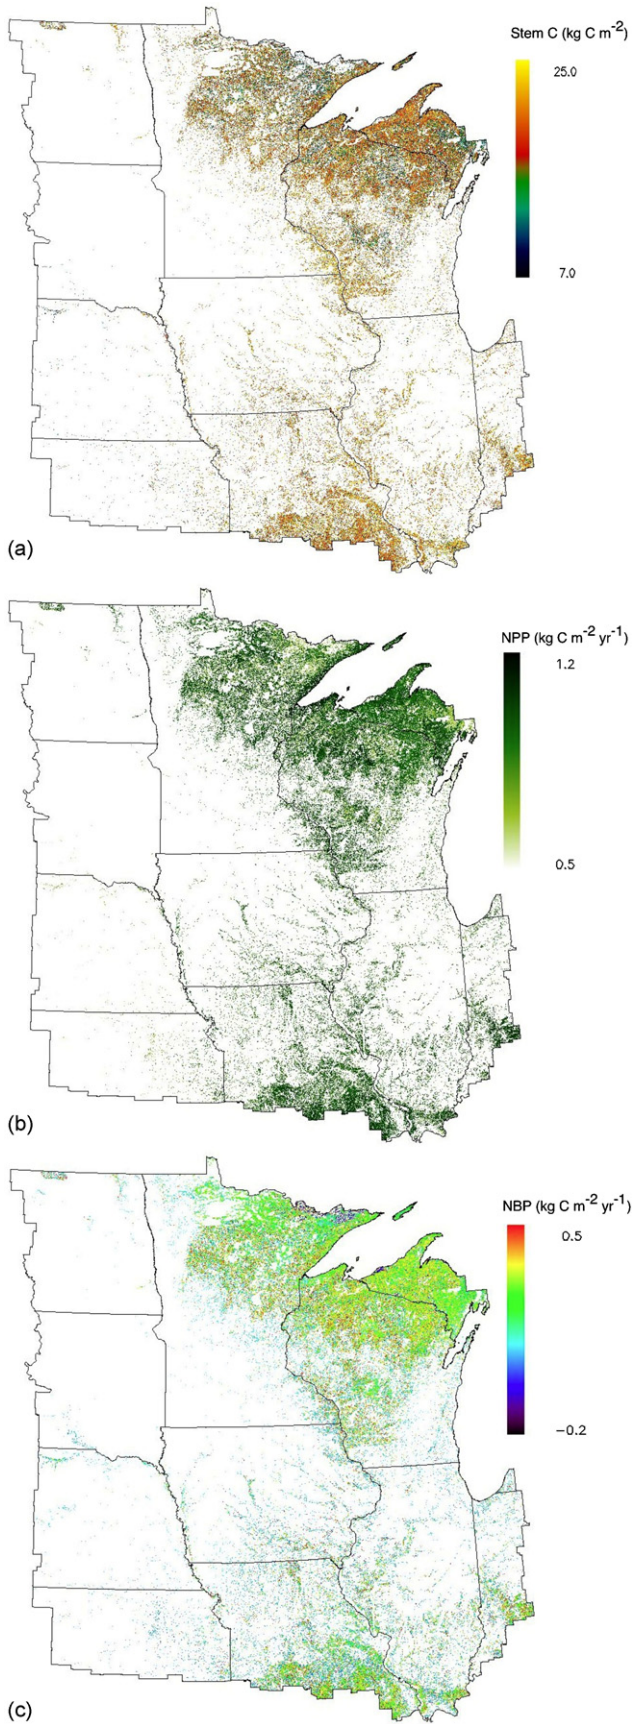 Stem C (kg C m⁻²)
25.0
7.0
(a)
NPP (kg C m⁻² yr⁻¹)
1.2
0.5
(b)
NBP (kg C m⁻² yr⁻¹)
0.5
−0.2
(c)